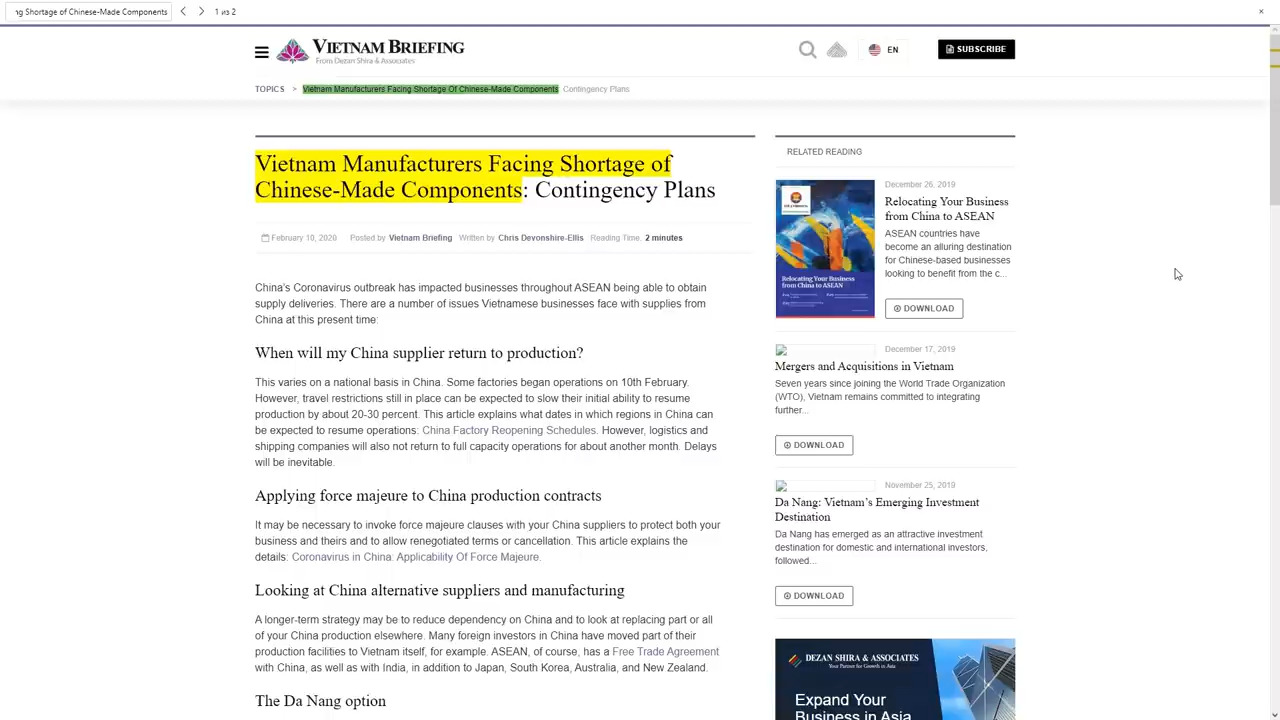 ng Shortage of Chinese-Made Components
1 из 2
VIETNAM BRIEFING
From Dezan Shira & Associates
EN
SUBSCRIBE
TOPICS > Vietnam Manufacturers Facing Shortage Of Chinese-Made Components Contingency Plans
Vietnam Manufacturers Facing Shortage of
Chinese-Made Components: Contingency Plans
February 10, 2020 Posted by Vietnam Briefing Written by Chris Devonshire-Ellis Reading Time. 2 minutes
China's Coronavirus outbreak has impacted businesses throughout ASEAN being able to obtain
supply deliveries. There are a number of issues Vietnamese businesses face with supplies from
China at this present time:
When will my China supplier return to production?
This varies on a national basis in China. Some factories began operations on 10th February.
However, travel restrictions still in place can be expected to slow their initial ability to resume
production by about 20-30 percent. This article explains what dates in which regions in China can
be expected to resume operations: China Factory Reopening Schedules. However, logistics and
shipping companies will also not return to full capacity operations for about another month. Delays
will be inevitable.
Applying force majeure to China production contracts
It may be necessary to invoke force majeure clauses with your China suppliers to protect both your
business and theirs and to allow renegotiated terms or cancellation. This article explains the
details: Coronavirus in China: Applicability Of Force Majeure.
Looking at China alternative suppliers and manufacturing
A longer-term strategy may be to reduce dependency on China and to look at replacing part or all
of your China production elsewhere. Many foreign investors in China have moved part of their
production facilities to Vietnam itself, for example. ASEAN, of course, has a Free Trade Agreement
with China, as well as with India, in addition to Japan, South Korea, Australia, and New Zealand.
The Da Nang option
RELATED READING
Relocating Your Business
from China to ASEAN
December 26, 2019
Relocating Your Business
from China to ASEAN
ASEAN countries have
become an alluring destination
for Chinese-based businesses
looking to benefit from the c...
DOWNLOAD
December 17, 2019
Mergers and Acquisitions in Vietnam
Seven years since joining the World Trade Organization
(WTO), Vietnam remains committed to integrating
further...
DOWNLOAD
November 25, 2019
Da Nang: Vietnam's Emerging Investment
Destination
Da Nang has emerged as an attractive investment
destination for domestic and international investors,
followed...
DOWNLOAD
DEZAN SHIRA & ASSOCIATES
Your Partner for Growth in Asia
Expand Your
Business in Asia